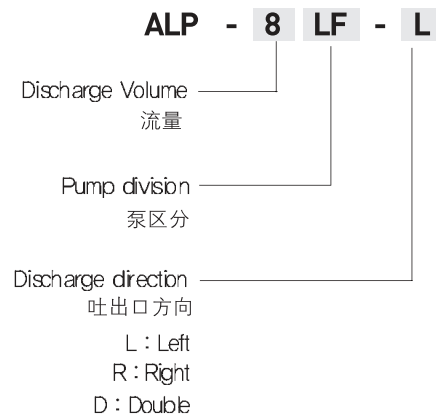 ALP - 8 LF - L
Discharge Volume
流量
Pump division
泵区分
Discharge direction
吐出口方向
L : Left
R : Right
D : Double